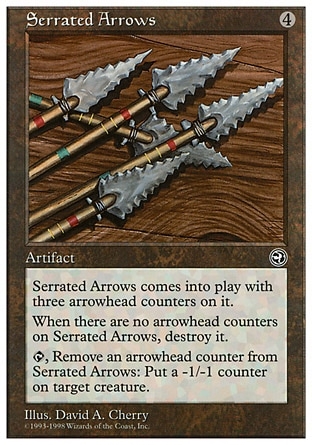 Serrated Arrows 4
Artifact
Serrated Arrows comes into play with
three arrowhead counters on it.
When there are no arrowhead counters
on Serrated Arrows, destroy it.
, Remove an arrowhead counter from
Serrated Arrows: Put a -1/-1 counter
on target creature.
Illus. David A. Cherry
©1993-1998 Wizards of the Coast, Inc.